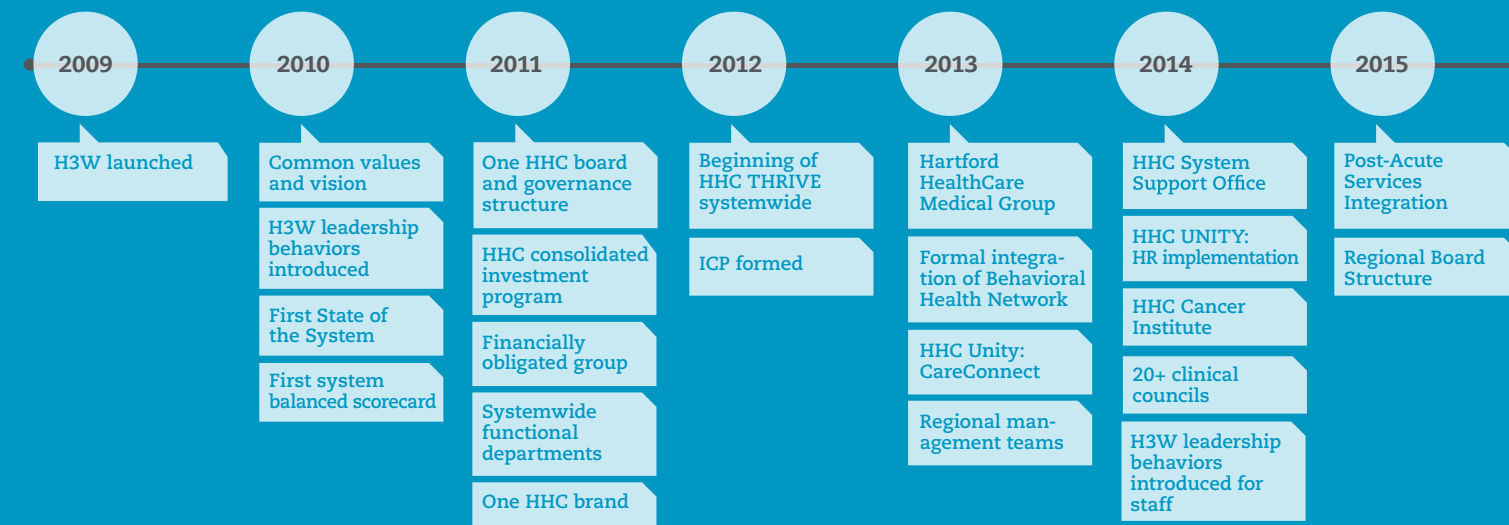 2009
2010
2011
2012
2013
2014
2015
H3W launched
Common values
and vision
H3W leadership
behaviors
introduced
First State of
the System
First system
balanced scorecard
One HHC board
and governance
structure
HHC consolidated
investment
program
Financially
obligated group
Systemwide
functional
departments
One HHC brand
Beginning of
HHC THRIVE
systemwide
ICP formed
Hartford
HealthCare
Medical Group
Formal integra-
tion of Behavioral
Health Network
HHC Unity:
CareConnect
Regional man-
agement teams
HHC System
Support Office
HHC UNITY:
HR implementation
HHC Cancer
Institute
20+ clinical
councils
H3W leadership
behaviors
introduced for
staff
Post-Acute
Services
Integration
Regional Board
Structure